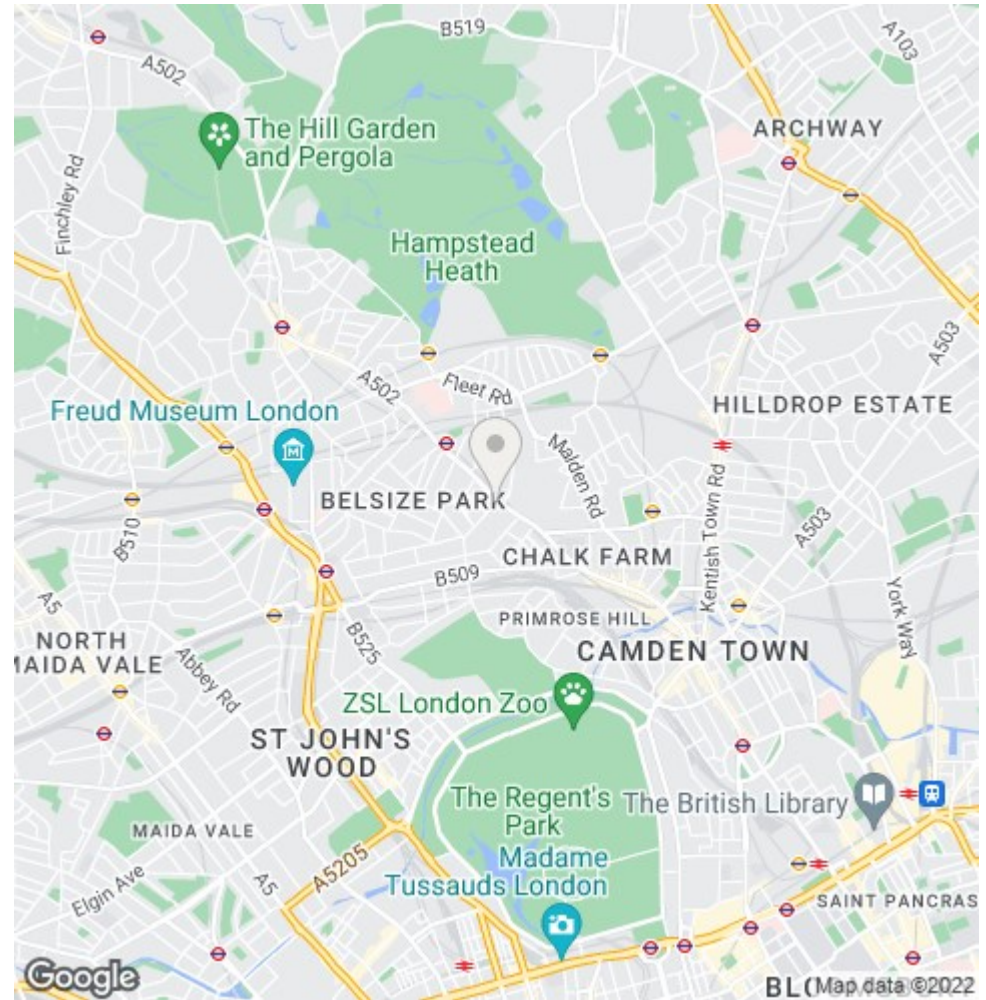 B519
A103
A502
The Hill Garden
and Pergola
ARCHWAY
Finchley Rd
Hampstead
Heath
A503
A502
Fleet Rd
Freud Museum London
HILLDROP ESTATE
Malden Rd
BELSIZE PARK
Kentish Town Rd
A503
B510
CHALK FARM
B509
A5
PRIMROSE HILL
York Way
NORTH
MAIDA VALE
B525
CAMDEN TOWN
Abbey Rd
ZSL London Zoo
ST JOHN'S
WOOD
The Regent's
Park
The British Library
MAIDA VALE
Madame
Tussauds London
A5205
Elgin Ave
A5
SAINT PANCRAS
Google
BL
Map data ©2022